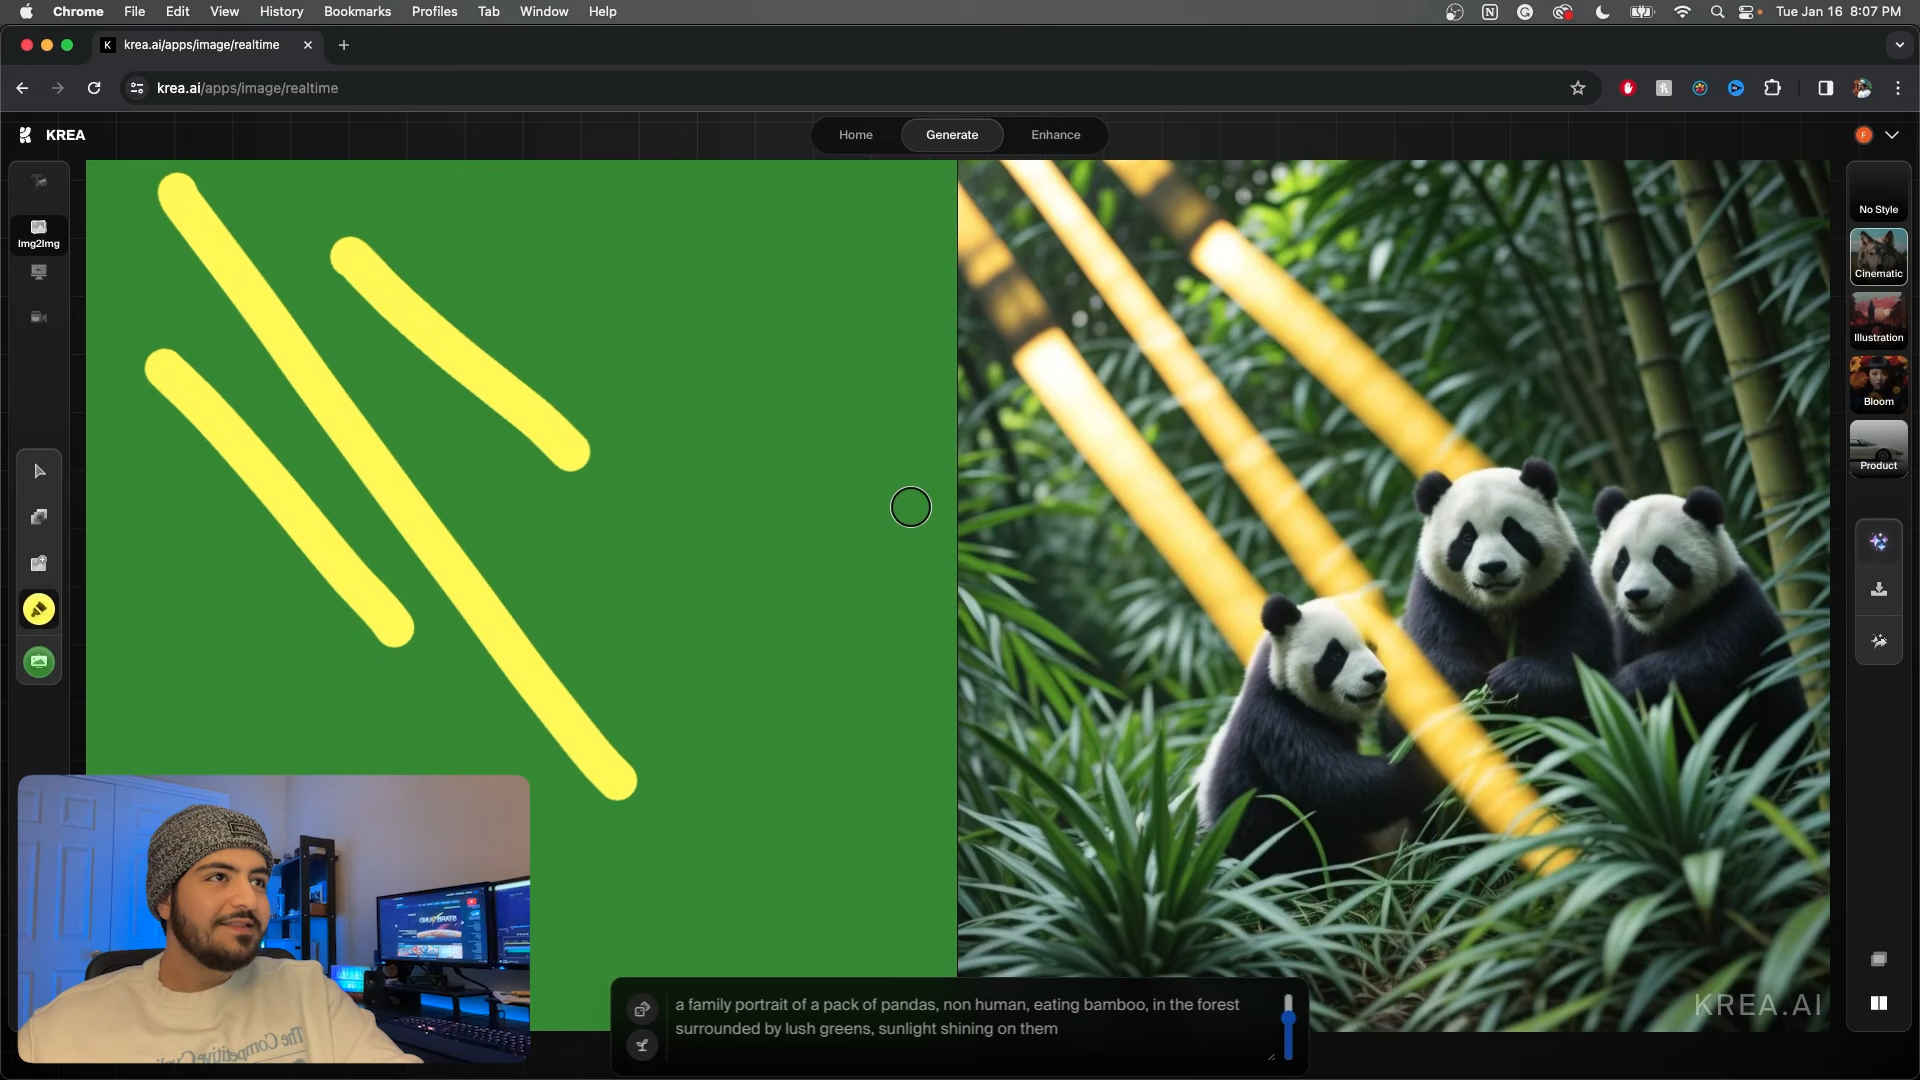 Chrome File Edit View History Bookmarks Profiles Tab Window Help
Tue Jan 16 8:07 PM
krea.ai/apps/image/realtime
krea.ai/apps/image/realtime
KREA
Home Generate Enhance
F
Img2Img
No Style
Cinematic
Illustration
Bloom
Product
KREA.AI
a family portrait of a pack of pandas, non human, eating bamboo, in the forest
surrounded by lush greens, sunlight shining on them
The Competitive